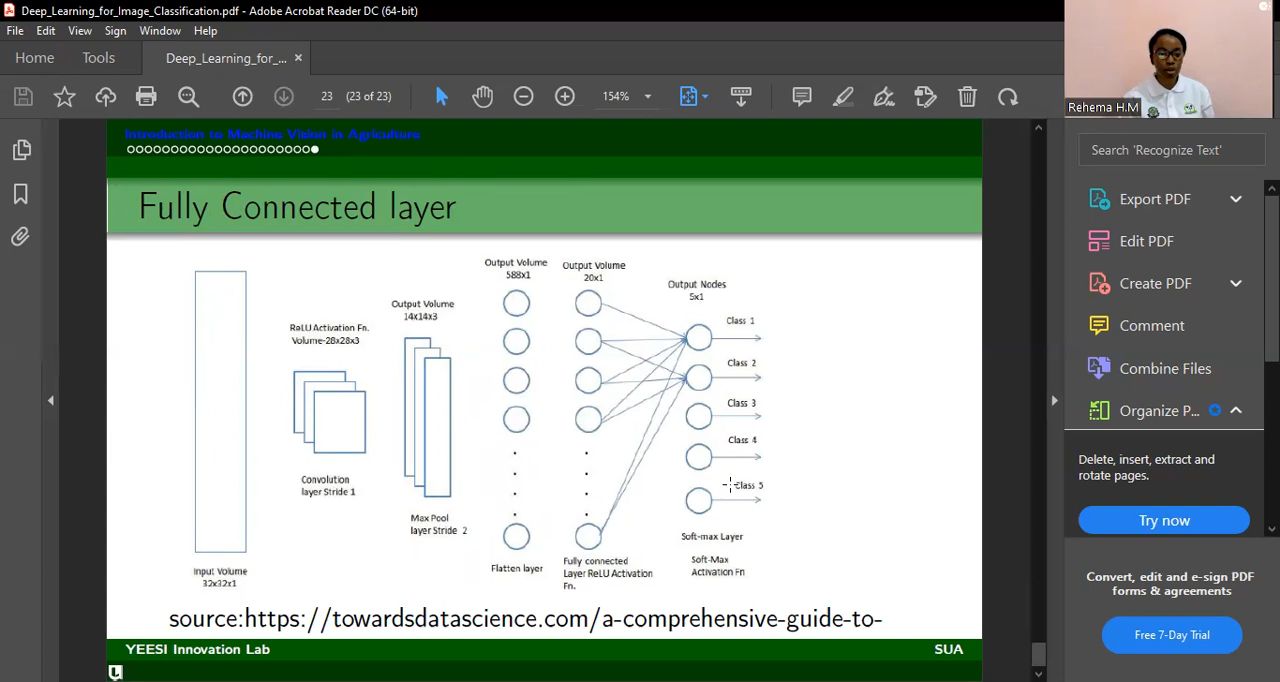 Deep_Learning_for_Image_Classification.pdf - Adobe Acrobat Reader DC (64-bit)
File Edit View Sign Window Help
Home Tools Deep_Learning_for_... ×
23 (23 of 23) 154%
Rehema H.M
Introduction to Machine Vision in Agriculture
Fully Connected layer
Input Volume
32x32x1
ReLU Activation Fn.
Volume-28x28x3
Convolution
layer Stride 1
Output Volume
14x14x3
Max Pool
layer Stride 2
Output Volume
588x1
Flatten layer
Output Volume
20x1
Fully connected
Layer ReLU Activation
Fn.
Output Nodes
5x1
Class 1
Class 2
Class 3
Class 4
Class 5
Soft-max Layer
Soft-Max
Activation Fn
source:https://towardsdatascience.com/a-comprehensive-guide-to-
YEESI Innovation Lab SUA
Search 'Recognize Text'
Export PDF
Edit PDF
Create PDF
Comment
Combine Files
Organize P...
Delete, insert, extract and
rotate pages.
Try now
Convert, edit and e-sign PDF
forms & agreements
Free 7-Day Trial